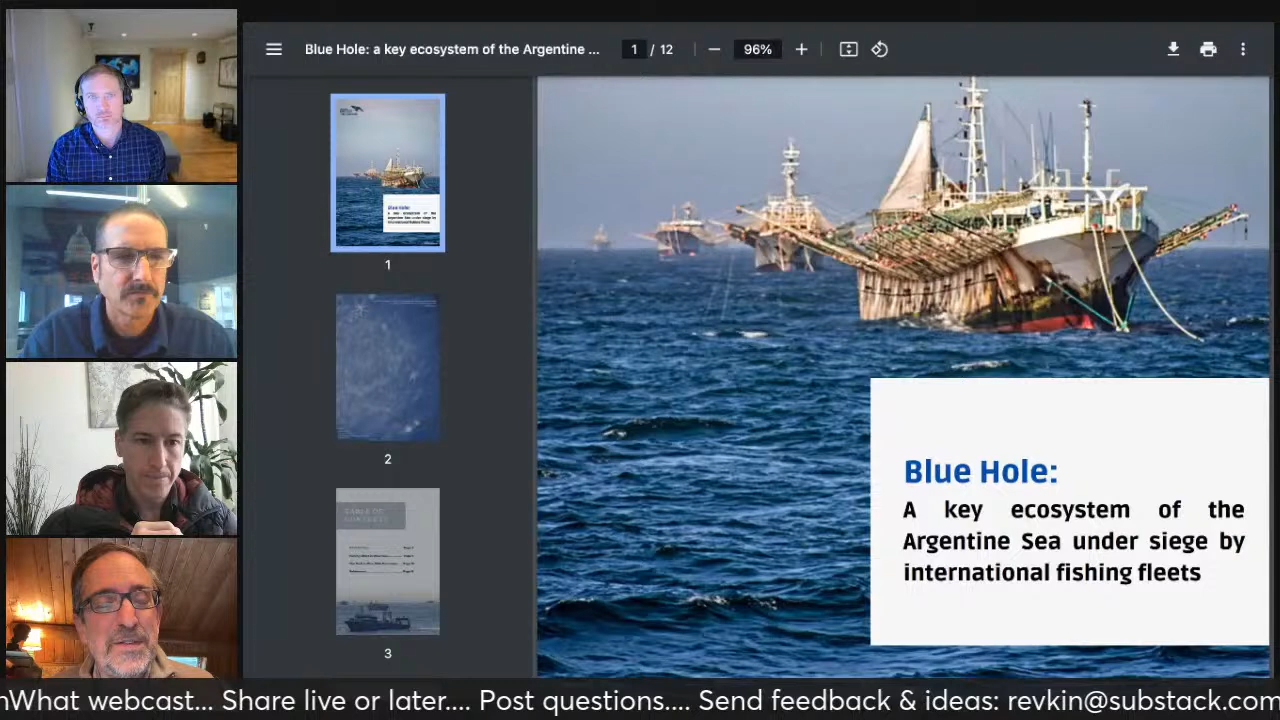 Blue Hole: a key ecosystem of the Argentine ...
1 / 12
96%
1
2
3
Blue Hole:
A key ecosystem of the
Argentine Sea under siege by
international fishing fleets
nWhat webcast... Share live or later.... Post questions.... Send feedback & ideas: revkin@substack.com